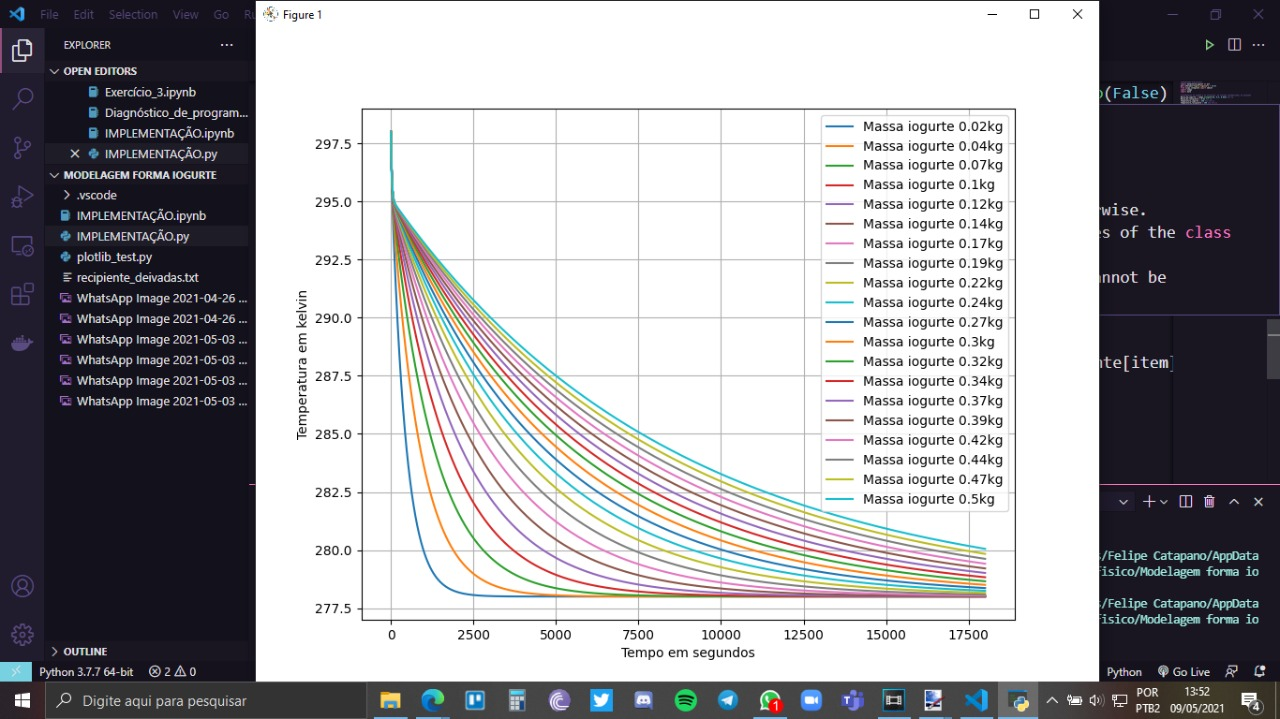 File Edit Selection View Go
Figure 1
EXPLORER
OPEN EDITORS
Exercício_3.ipynb
Diagnóstico_de_program...
IMPLEMENTAÇÃO.ipynb
IMPLEMENTAÇÃO.py
MODELAGEM FORMA IOGURTE
.vscode
IMPLEMENTAÇÃO.ipynb
IMPLEMENTAÇÃO.py
plotlib_test.py
recipiente_deivadas.txt
WhatsApp Image 2021-04-26 ...
WhatsApp Image 2021-04-26 ...
WhatsApp Image 2021-05-03 ...
WhatsApp Image 2021-05-03 ...
WhatsApp Image 2021-05-03 ...
WhatsApp Image 2021-05-03 ...
OUTLINE
Python 3.7.7 64-bit 2 0
297.5
295.0
292.5
290.0
287.5
285.0
282.5
280.0
277.5
Temperatura em kelvin
0 2500 5000 7500 10000 12500 15000 17500
Tempo em segundos
Massa iogurte 0.02kg
Massa iogurte 0.04kg
Massa iogurte 0.07kg
Massa iogurte 0.1kg
Massa iogurte 0.12kg
Massa iogurte 0.14kg
Massa iogurte 0.17kg
Massa iogurte 0.19kg
Massa iogurte 0.22kg
Massa iogurte 0.24kg
Massa iogurte 0.27kg
Massa iogurte 0.3kg
Massa iogurte 0.32kg
Massa iogurte 0.34kg
Massa iogurte 0.37kg
Massa iogurte 0.39kg
Massa iogurte 0.42kg
Massa iogurte 0.44kg
Massa iogurte 0.47kg
Massa iogurte 0.5kg
(False)
wise.
s of the class
nnot be
nte[item]
s/Felipe Catapano/AppData
fisico/Modelagem forma io
s/Felipe Catapano/AppData
fisico/Modelagem forma io
Python Go Live
Digite aqui para pesquisar
1
POR
PTB2
13:52
09/05/2021
4